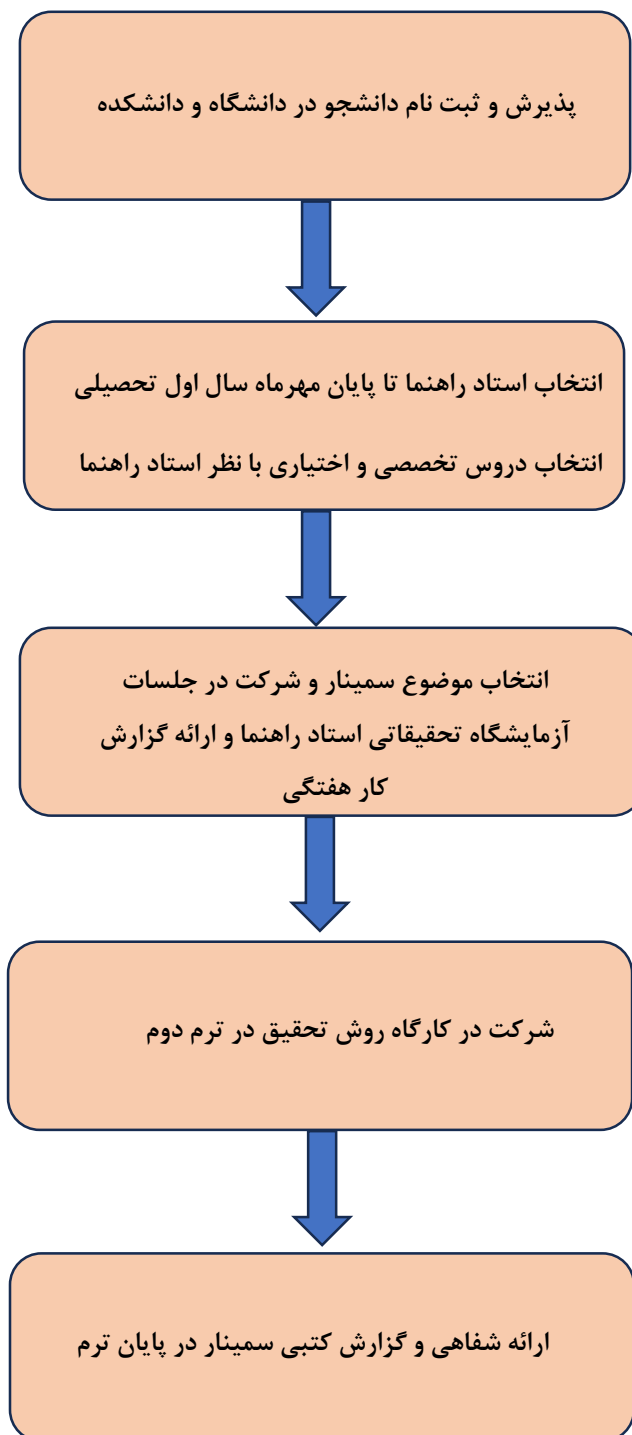 پذیرش و ثبت نام دانشجو در دانشگاه و دانشکده
انتخاب استاد راهنما تا پایان مهرماه سال اول تحصیلی
انتخاب دروس تخصصی و اختیاری با نظر استاد راهنما
انتخاب موضوع سمینار و شرکت در جلسات
آزمایشگاه تحقیقاتی استاد راهنما و ارائه گزارش
کار هفتگی
شرکت در کارگاه روش تحقیق در ترم دوم
ارائه شفاهی و گزارش کتبی سمینار در پایان ترم